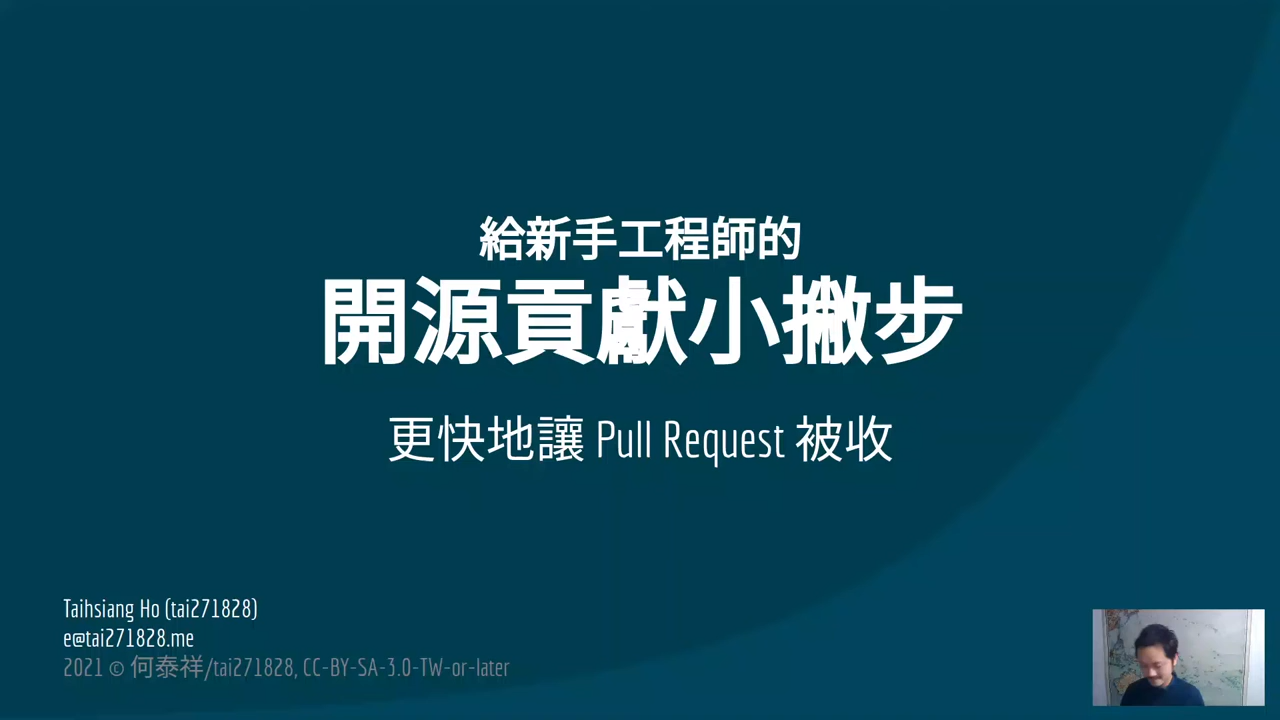 給新手工程師的
開源貢獻小撇步
更快地讓 Pull Request 被收
Taihsiang Ho (tai271828)
e@tai271828.me
2021 © 何泰祥/tai271828, CC-BY-SA-3.0-TW-or-later